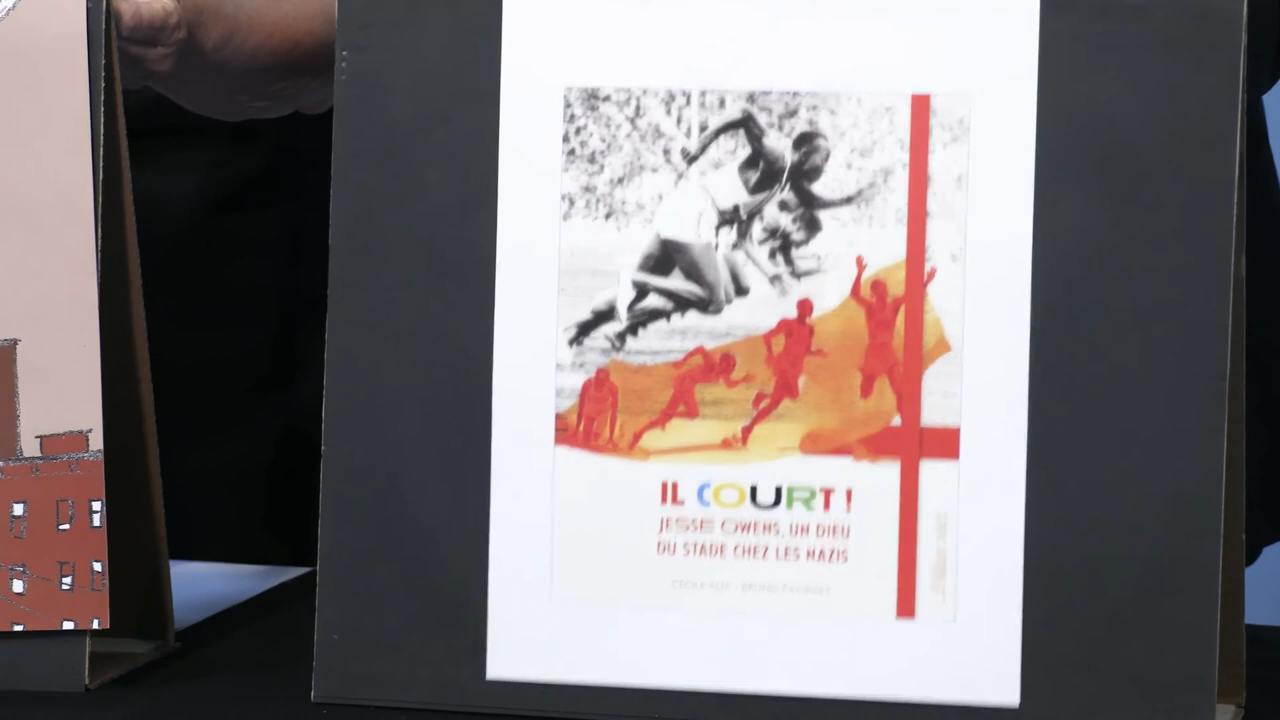 IL COURT !
JESSE OWENS, UN DIEU
DU STADE CHEZ LES NAZIS